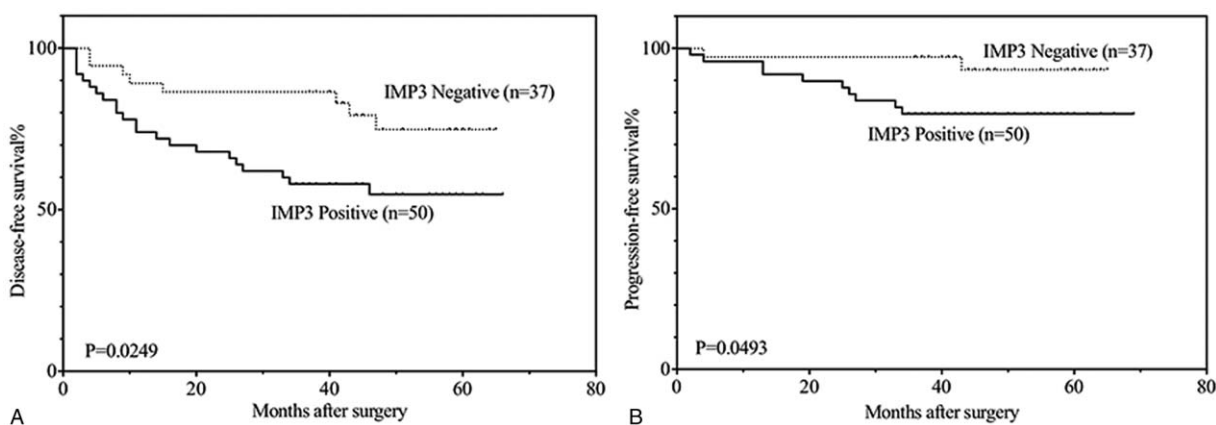 100
50
0
0
20
40
60
80
Disease-free survival%
Months after surgery
IMP3 Negative (n=37)
IMP3 Positive (n=50)
P=0.0249
A
100
50
0
0
20
40
60
80
Progression-free survival%
Months after surgery
IMP3 Negative (n=37)
IMP3 Positive (n=50)
P=0.0493
B